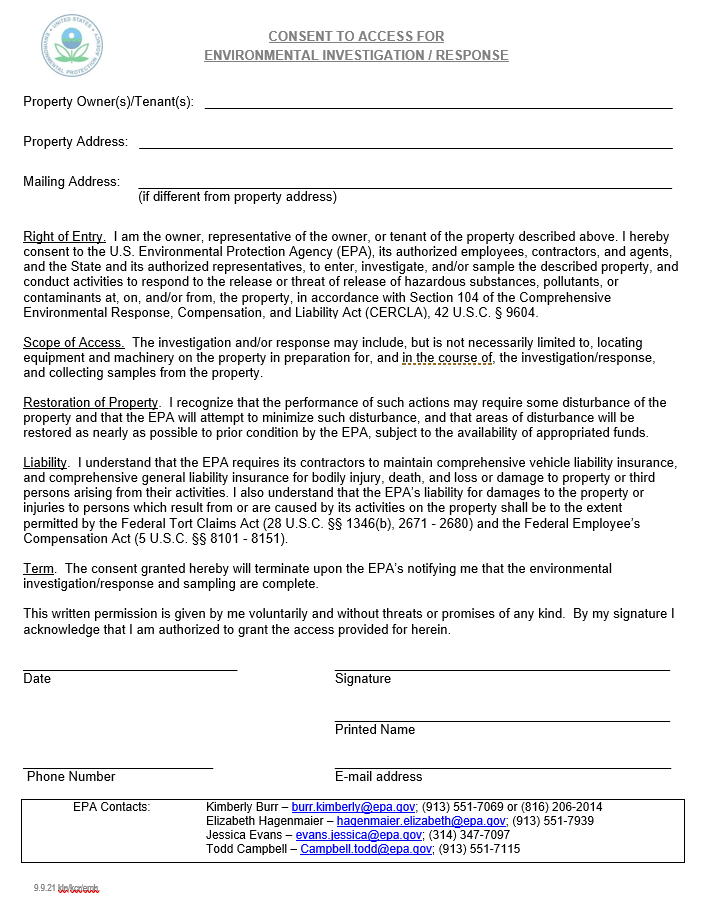 UNITED STATES
ENVIRONMENTAL PROTECTION AGENCY
CONSENT TO ACCESS FOR
ENVIRONMENTAL INVESTIGATION / RESPONSE
Property Owner(s)/Tenant(s):
Property Address:
Mailing Address:
(if different from property address)
Right of Entry. I am the owner, representative of the owner, or tenant of the property described above. I hereby
consent to the U.S. Environmental Protection Agency (EPA), its authorized employees, contractors, and agents,
and the State and its authorized representatives, to enter, investigate, and/or sample the described property, and
conduct activities to respond to the release or threat of release of hazardous substances, pollutants, or
contaminants at, on, and/or from, the property, in accordance with Section 104 of the Comprehensive
Environmental Response, Compensation, and Liability Act (CERCLA), 42 U.S.C. § 9604.
Scope of Access. The investigation and/or response may include, but is not necessarily limited to, locating
equipment and machinery on the property in preparation for, and in the course of, the investigation/response,
and collecting samples from the property.
Restoration of Property. I recognize that the performance of such actions may require some disturbance of the
property and that the EPA will attempt to minimize such disturbance, and that areas of disturbance will be
restored as nearly as possible to prior condition by the EPA, subject to the availability of appropriated funds.
Liability. I understand that the EPA requires its contractors to maintain comprehensive vehicle liability insurance,
and comprehensive general liability insurance for bodily injury, death, and loss or damage to property or third
persons arising from their activities. I also understand that the EPA's liability for damages to the property or
injuries to persons which result from or are caused by its activities on the property shall be to the extent
permitted by the Federal Tort Claims Act (28 U.S.C. §§ 1346(b), 2671 - 2680) and the Federal Employee's
Compensation Act (5 U.S.C. §§ 8101 - 8151).
Term. The consent granted hereby will terminate upon the EPA's notifying me that the environmental
investigation/response and sampling are complete.
This written permission is given by me voluntarily and without threats or promises of any kind. By my signature I
acknowledge that I am authorized to grant the access provided for herein.
Date Signature
Printed Name
Phone Number E-mail address
EPA Contacts: Kimberly Burr – burr.kimberly@epa.gov; (913) 551-7069 or (816) 206-2014
Elizabeth Hagenmaier – hagenmaier.elizabeth@epa.gov; (913) 551-7939
Jessica Evans – evans.jessica@epa.gov; (314) 347-7097
Todd Campbell – Campbell.todd@epa.gov; (913) 551-7115
9.9.21